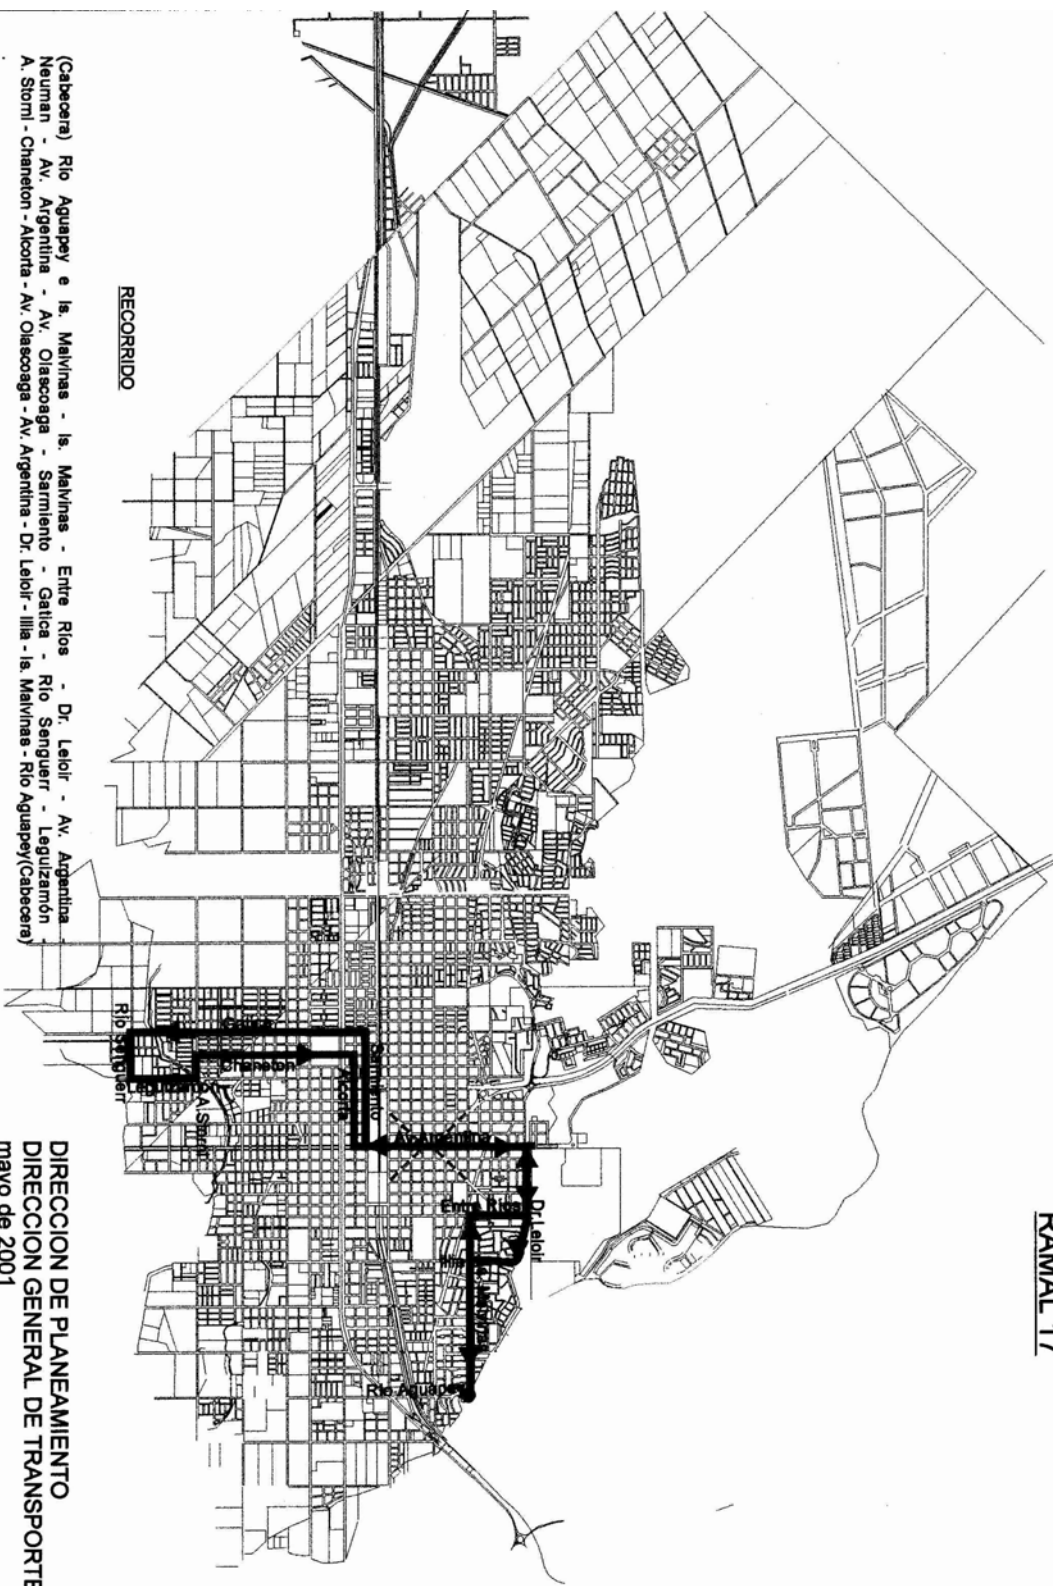 RAMAL 17
Dr. Leloir
Entre Ríos
Illia
Is. Malvinas
Río Aguapey
Av. Argentina
Sarmiento
Alcorta
Gatica
Chaneton
A. Storni
Leguizamón
Río Senguerr
RECORRIDO
(Cabecera) Río Aguapey e Is. Malvinas - Is. Malvinas - Entre Ríos - Dr. Leloir - Av. Argentina -
Neuman - Av. Argentina - Av. Olascoaga - Sarmiento - Gatica - Río Senguerr - Leguizamón -
A. Storni - Chaneton - Alcorta - Av. Olascoaga - Av. Argentina - Dr. Leloir - Illia - Is. Malvinas - Río Aguapey(Cabecera)
DIRECCION DE PLANEAMIENTO
DIRECCION GENERAL DE TRANSPORTE
mayo de 2001